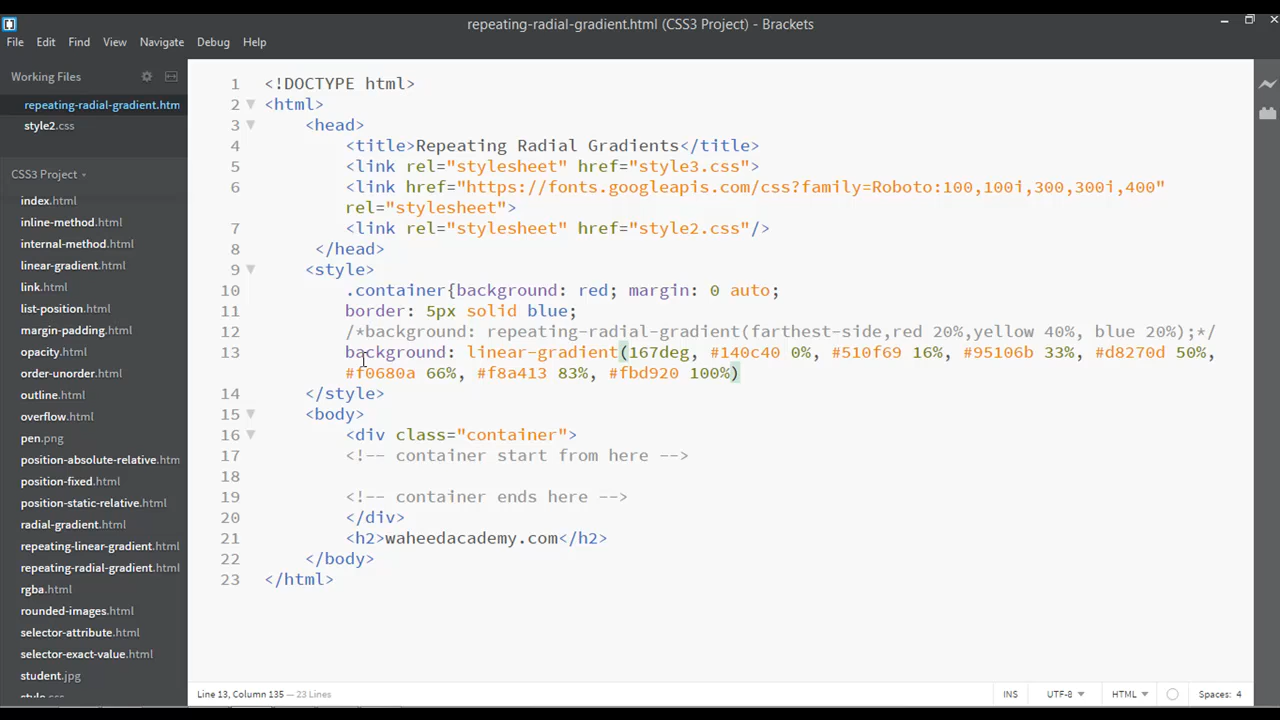 repeating-radial-gradient.html (CSS3 Project) - Brackets
File Edit Find View Navigate Debug Help
Working Files
repeating-radial-gradient.htm
style2.css
CSS3 Project
index.html
inline-method.html
internal-method.html
linear-gradient.html
link.html
list-position.html
margin-padding.html
opacity.html
order-unorder.html
outline.html
overflow.html
pen.png
position-absolute-relative.htm
position-fixed.html
position-static-relative.html
radial-gradient.html
repeating-linear-gradient.html
repeating-radial-gradient.html
rgba.html
rounded-images.html
selector-attribute.html
selector-exact-value.html
student.jpg
style.css
1 <!DOCTYPE html>
2 <html>
3 <head>
4 <title>Repeating Radial Gradients</title>
5 <link rel="stylesheet" href="style3.css">
6 <link href="https://fonts.googleapis.com/css?family=Roboto:100,100i,300,300i,400"
rel="stylesheet">
7 <link rel="stylesheet" href="style2.css"/>
8 </head>
9 <style>
10 .container{background: red; margin: 0 auto;
11 border: 5px solid blue;
12 /*background: repeating-radial-gradient(farthest-side,red 20%,yellow 40%, blue 20%);*/
13 background: linear-gradient(167deg, #140c40 0%, #510f69 16%, #95106b 33%, #d8270d 50%,
#f0680a 66%, #f8a413 83%, #fbd920 100%)
14 </style>
15 <body>
16 <div class="container">
17 <!-- container start from here -->
18
19 <!-- container ends here -->
20 </div>
21 <h2>waheedacademy.com</h2>
22 </body>
23 </html>
Line 13, Column 135 — 23 Lines
INS UTF-8 HTML Spaces: 4